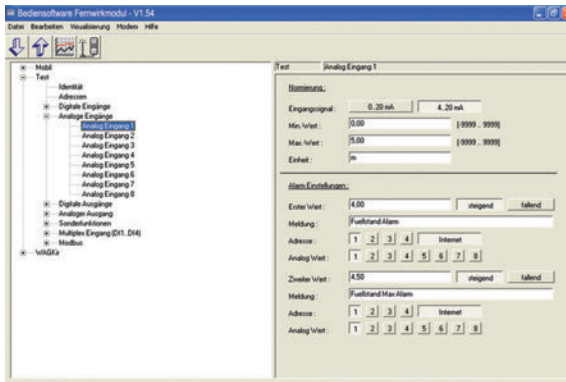 Bediensoftware Fernwirkmodul - V1.54
Datei Bearbeiten Visualisierung Modem Hilfe
Mobil
Test
Identität
Adressen
Digitale Eingänge
Analoge Eingänge
Analog Eingang 1
Analog Eingang 2
Analog Eingang 3
Analog Eingang 4
Analog Eingang 5
Analog Eingang 6
Analog Eingang 7
Analog Eingang 8
Digitale Ausgänge
Analoger Ausgang
Sonderfunktionen
Multiplex Eingang (DI1..DI4)
Modbus
WAGKir
Test Analog Eingang 1
Normierung :
Eingangssignal : 0..20 mA 4..20 mA
Min.-Wert : 0,00 [-9999 .. 9999]
Max.-Wert : 5,00 [-9999 .. 9999]
Einheit : m
Alarm-Einstellungen :
Erster Wert : 4,00 steigend fallend
Meldung : Fuellstand Alarm
Adresse : 1 2 3 4 Internet
Analog Wert : 1 2 3 4 5 6 7 8
Zweiter Wert : 4,50 steigend fallend
Meldung : Fuellstand Max Alarm
Adresse : 1 2 3 4 Internet
Analog Wert : 1 2 3 4 5 6 7 8